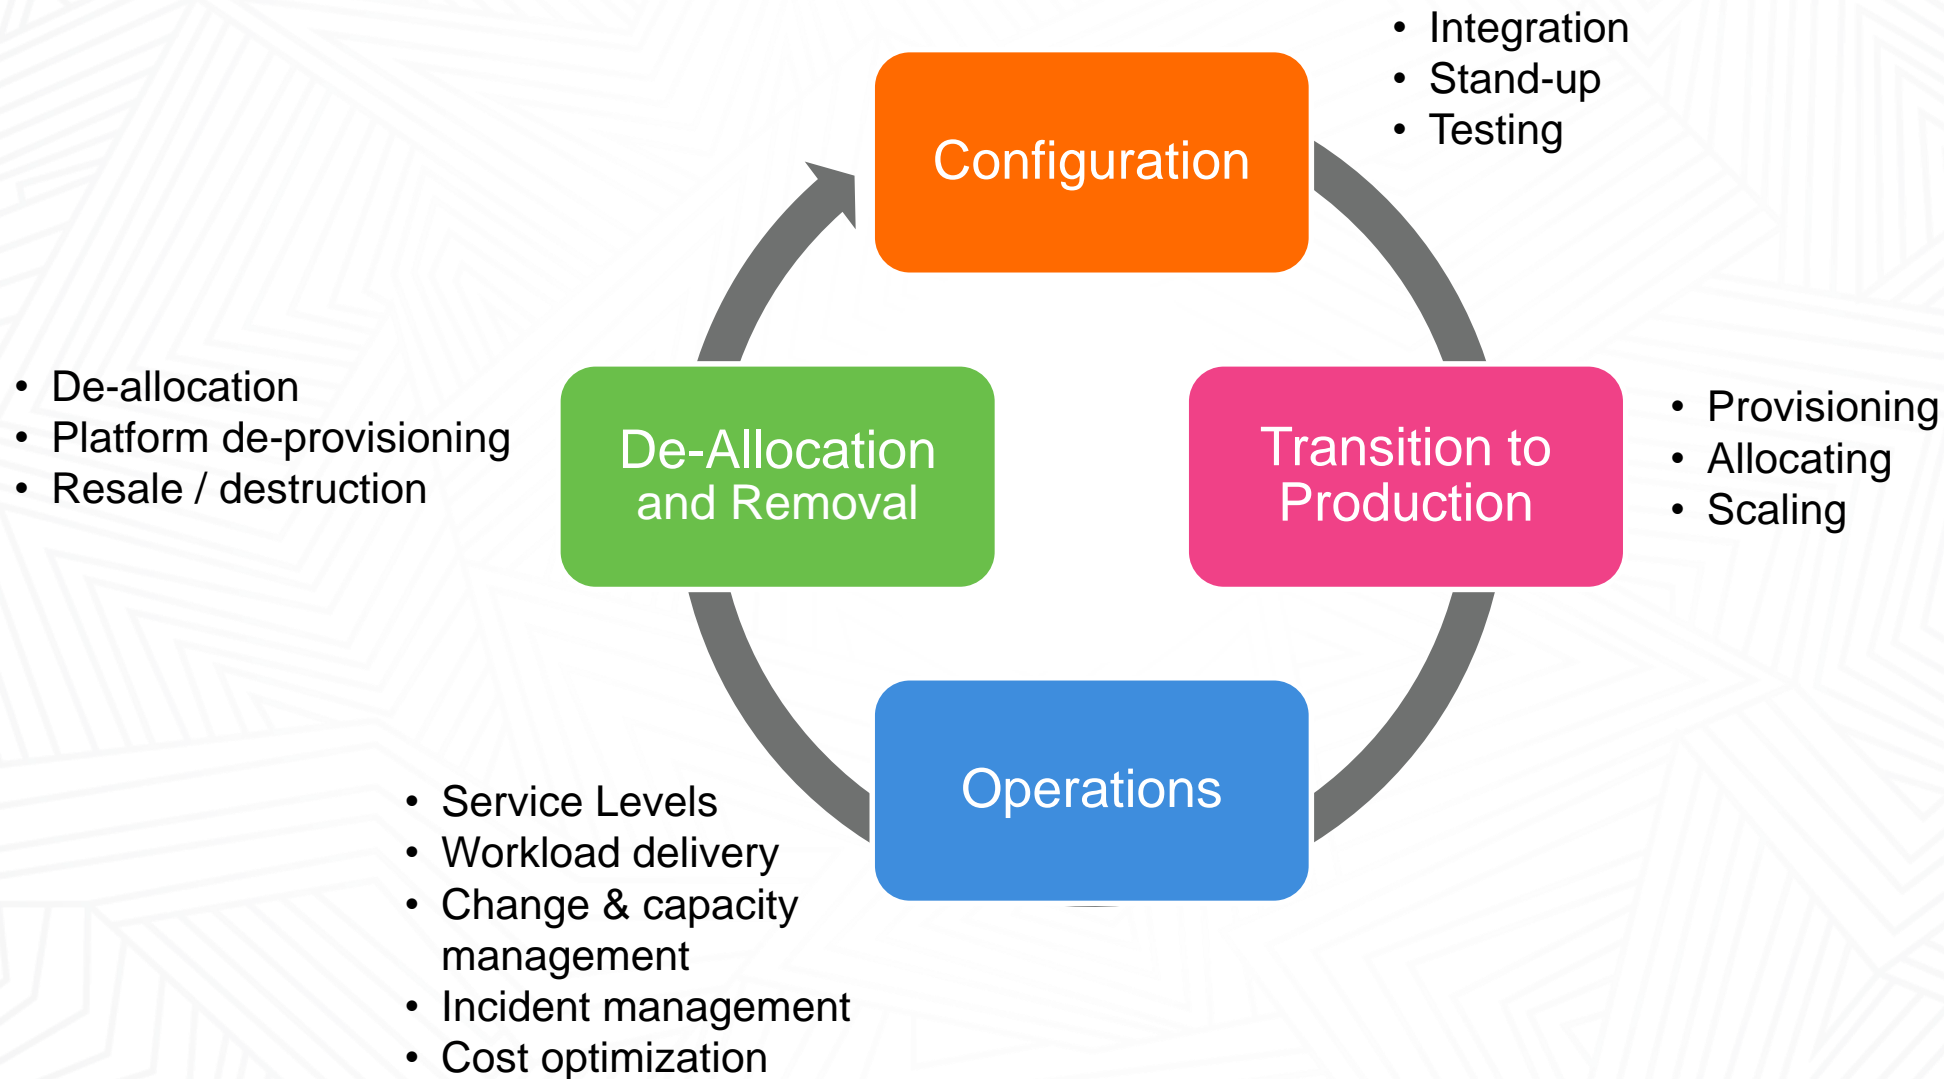 Configuration
• Integration
• Stand-up
• Testing
Transition to
Production
• Provisioning
• Allocating
• Scaling
Operations
• Service Levels
• Workload delivery
• Change & capacity
management
• Incident management
• Cost optimization
De-Allocation
and Removal
• De-allocation
• Platform de-provisioning
• Resale / destruction